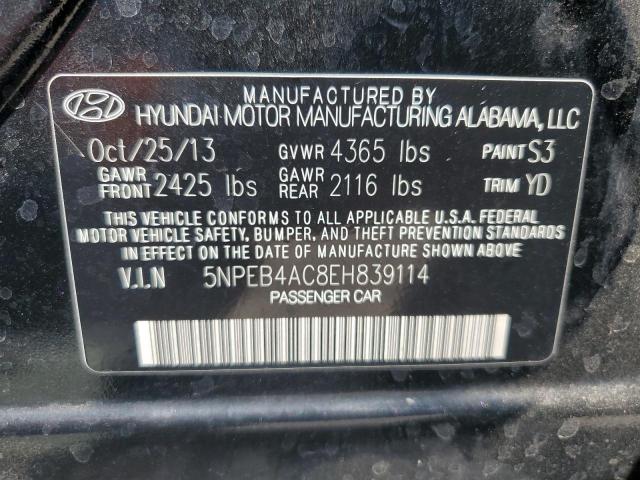 MANUFACTURED BY
HYUNDAI MOTOR MANUFACTURING ALABAMA, LLC
Oct/25/13 GVWR 4365 lbs PAINT S3
GAWR FRONT 2425 lbs GAWR REAR 2116 lbs TRIM YD
THIS VEHICLE CONFORMS TO ALL APPLICABLE U.S.A. FEDERAL
MOTOR VEHICLE SAFETY, BUMPER, AND THEFT PREVENTION STANDARDS
IN EFFECT ON THE DATE OF MANUFACTURE SHOWN ABOVE.
V.I.N 5NPEB4AC8EH839114
PASSENGER CAR